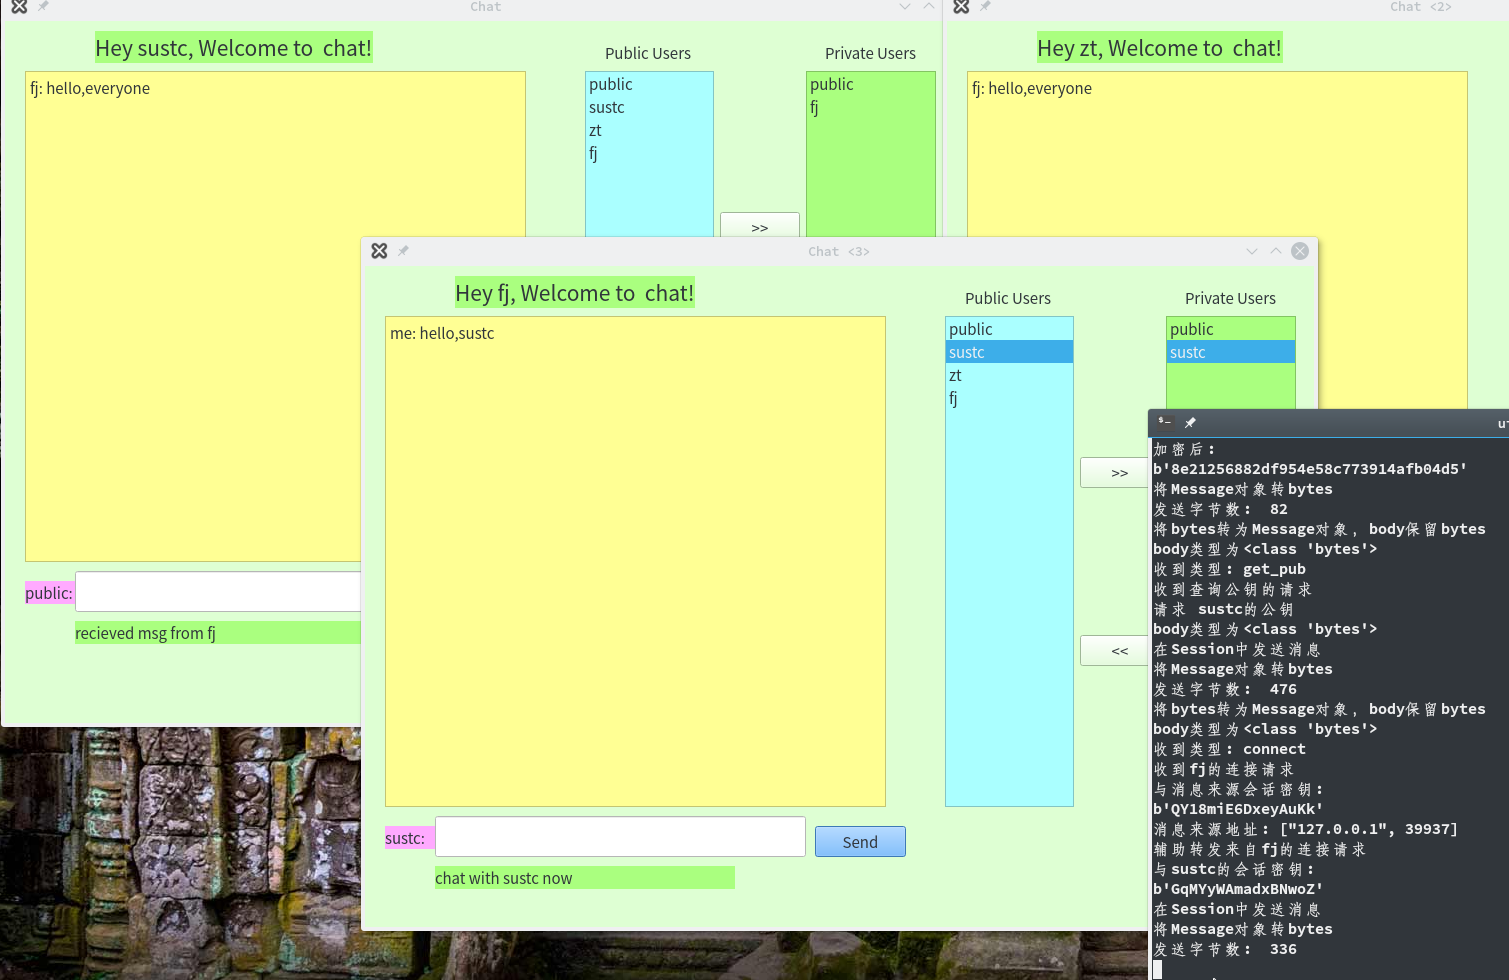 Chat
Hey sustc, Welcome to  chat!
Public Users
Private Users
fj: hello,everyone
public
sustc
zt
fj
public
fj
>>
public:
recieved msg from fj
Chat <2>
Hey zt, Welcome to  chat!
fj: hello,everyone
Chat <3>
Hey fj, Welcome to  chat!
Public Users
Private Users
me: hello,sustc
public
sustc
zt
fj
public
sustc
>>
<<
sustc:
Send
chat with sustc now
加密后:
b'8e21256882df954e58c773914afb04d5'
将Message对象转bytes
发送字节数:  82
将bytes转为Message对象, body保留bytes
body类型为<class 'bytes'>
收到类型: get_pub
收到查询公钥的请求
请求 sustc的公钥
body类型为<class 'bytes'>
在Session中发送消息
将Message对象转bytes
发送字节数:  476
将bytes转为Message对象, body保留bytes
body类型为<class 'bytes'>
收到类型: connect
收到fj的连接请求
与消息来源会话密钥:
b'QY18miE6DxeyAuKk'
消息来源地址: ["127.0.0.1", 39937]
辅助转发来自fj的连接请求
与sustc的会话密钥:
b'GqMYyWAmadxBNwoZ'
在Session中发送消息
将Message对象转bytes
发送字节数:  336